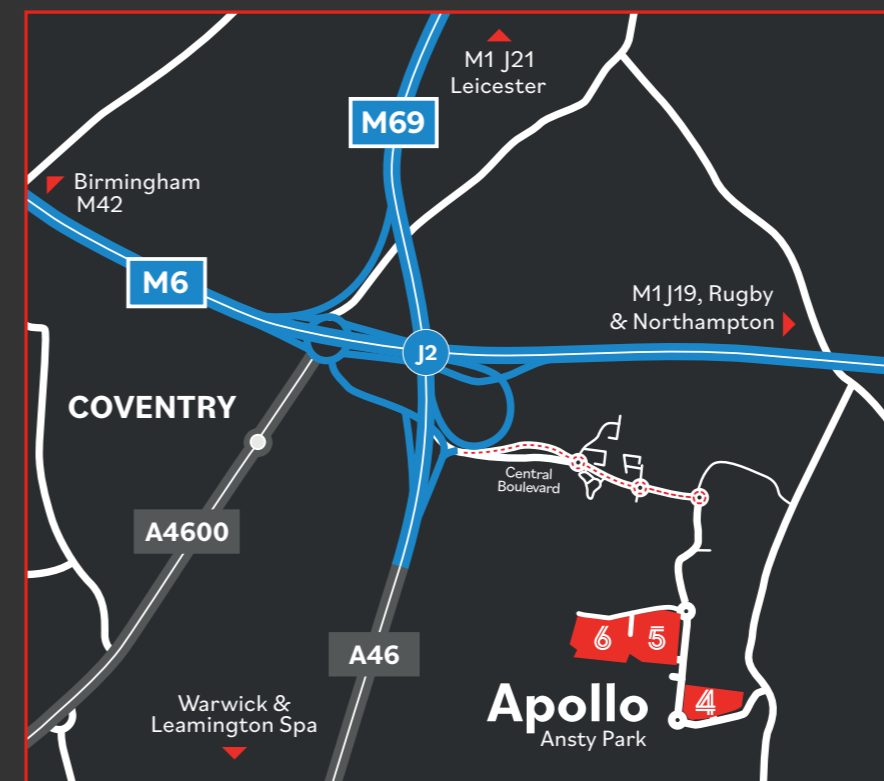 M1 J21
Leicester
M69
Birmingham
M42
M6
M1 J19, Rugby
& Northampton
J2
COVENTRY
Central
Boulevard
A4600
6
5
A46
4
Apollo
Ansty Park
Warwick &
Leamington Spa